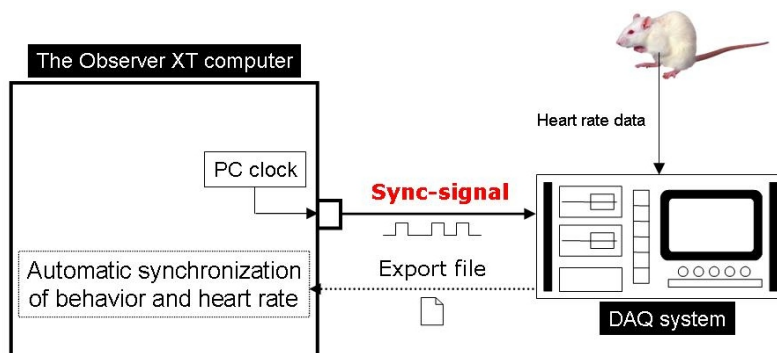 The Observer XT computer
Heart rate data
PC clock
Sync-signal
Automatic synchronization
of behavior and heart rate
Export file
DAQ system